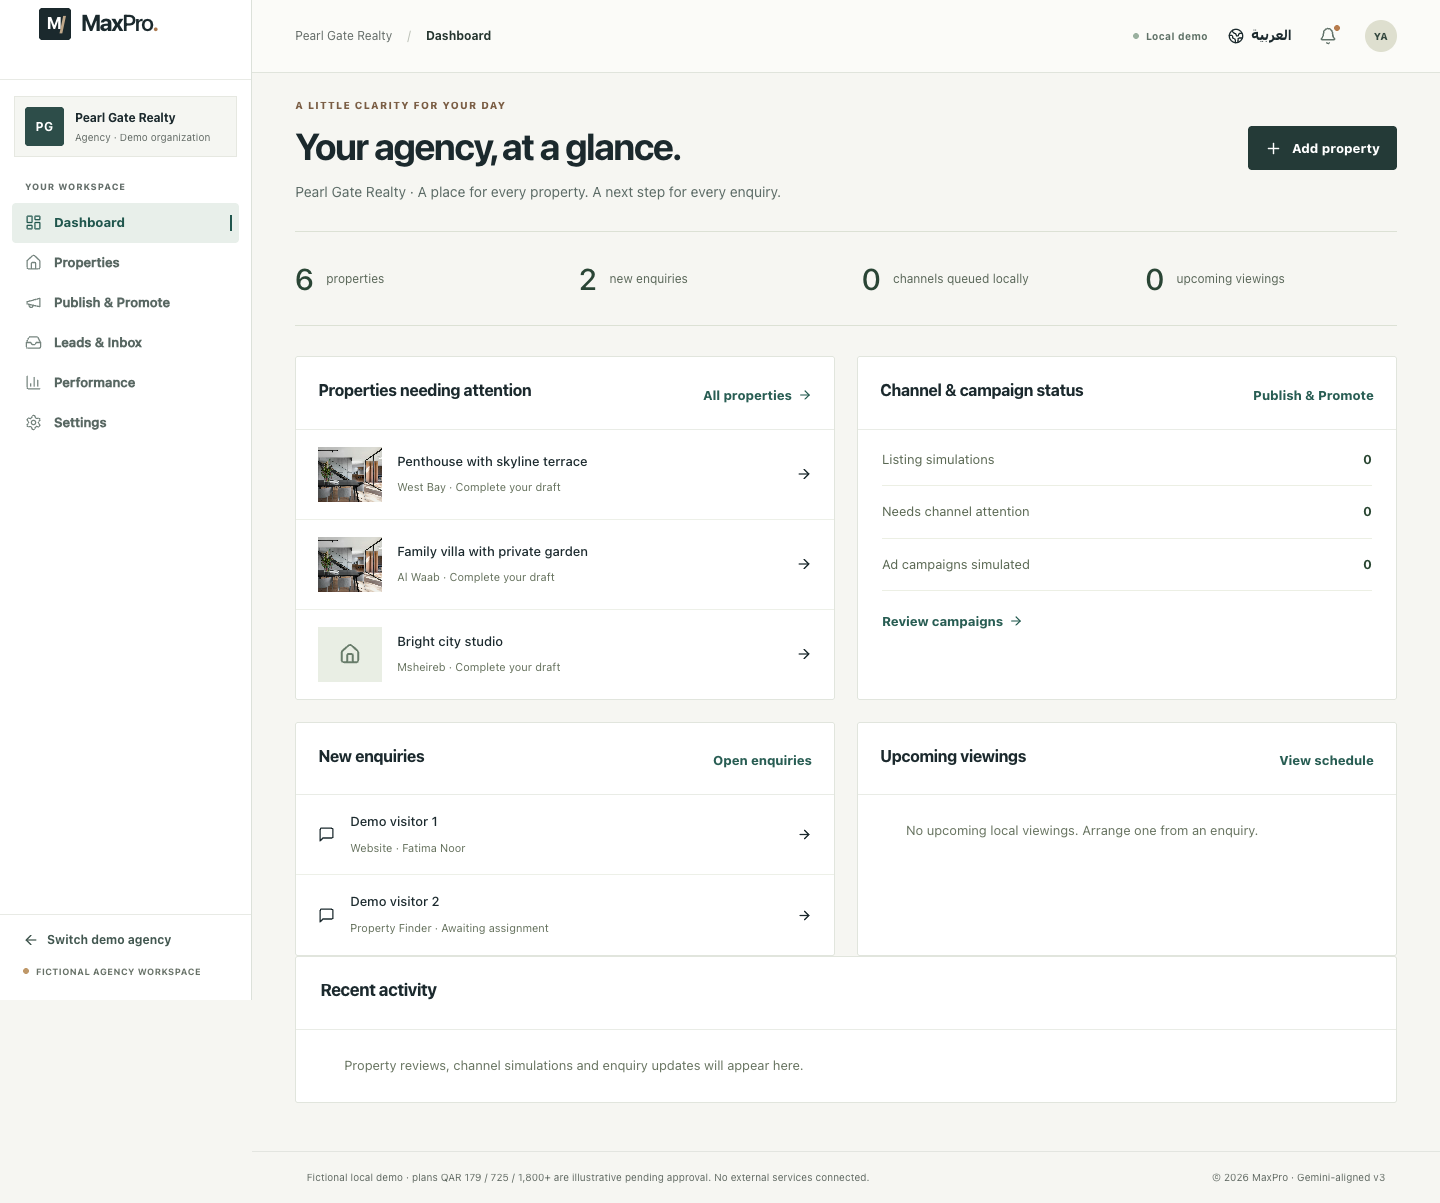 M/ MaxPro.
Pearl Gate Realty / Dashboard
Local demo
العربية
YA
PG
Pearl Gate Realty
Agency · Demo organization
YOUR WORKSPACE
Dashboard
Properties
Publish & Promote
Leads & Inbox
Performance
Settings
Switch demo agency
FICTIONAL AGENCY WORKSPACE
A LITTLE CLARITY FOR YOUR DAY
Your agency, at a glance.
Pearl Gate Realty · A place for every property. A next step for every enquiry.
Add property
6 properties
2 new enquiries
0 channels queued locally
0 upcoming viewings
Properties needing attention
All properties
Penthouse with skyline terrace
West Bay · Complete your draft
Family villa with private garden
Al Waab · Complete your draft
Bright city studio
Msheireb · Complete your draft
Channel & campaign status
Publish & Promote
Listing simulations 0
Needs channel attention 0
Ad campaigns simulated 0
Review campaigns
New enquiries
Open enquiries
Demo visitor 1
Website · Fatima Noor
Demo visitor 2
Property Finder · Awaiting assignment
Upcoming viewings
View schedule
No upcoming local viewings. Arrange one from an enquiry.
Recent activity
Property reviews, channel simulations and enquiry updates will appear here.
Fictional local demo · plans QAR 179 / 725 / 1,800+ are illustrative pending approval. No external services connected.
© 2026 MaxPro · Gemini-aligned v3